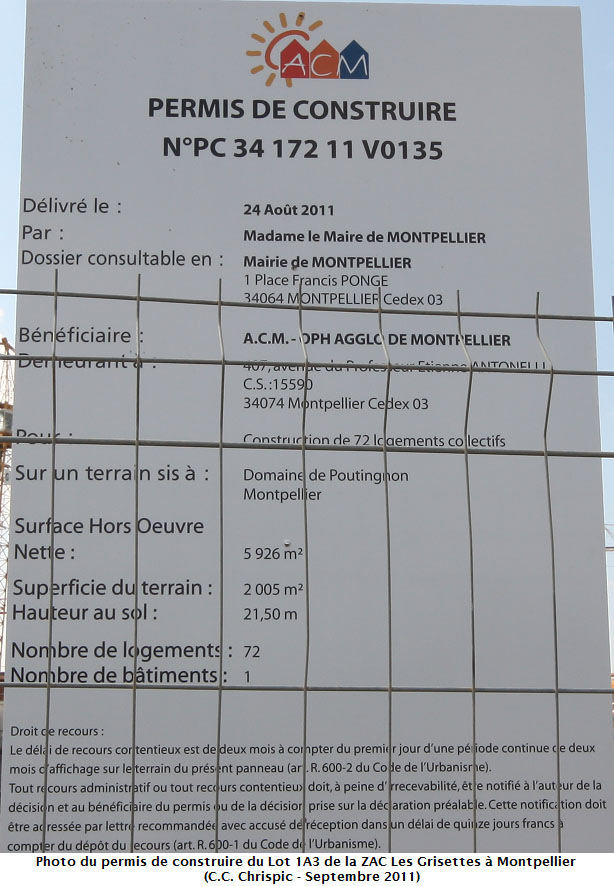 ACM
PERMIS DE CONSTRUIRE
N°PC 34 172 11 V0135
Délivré le : 24 Août 2011
Par : Madame le Maire de MONTPELLIER
Dossier consultable en : Mairie de MONTPELLIER
1 Place Francis PONGE
34064 MONTPELLIER Cedex 03
Bénéficiaire : A.C.M. - OPH AGGLO DE MONTPELLIER
Demeurant à : 407, avenue du Professeur Etienne ANTONELLI
C.S.:15590
34074 Montpellier Cedex 03
Pour : Construction de 72 logements collectifs
Sur un terrain sis à : Domaine de Poutingnon
Montpellier
Surface Hors Oeuvre
Nette : 5 926 m²
Superficie du terrain : 2 005 m²
Hauteur au sol : 21,50 m
Nombre de logements : 72
Nombre de bâtiments : 1
Droit de recours :
Le délai de recours contentieux est de deux mois à compter du premier jour d'une période continue de deux
mois d'affichage sur le terrain du présent panneau (art. R. 600-2 du Code de l'Urbanisme).
Tout recours administratif ou tout recours contentieux doit, à peine d'irrecevabilité, être notifié à l'auteur de la
décision et au bénéficiaire du permis ou de la décision prise sur la déclaration préalable. Cette notification doit
être adressée par lettre recommandée avec accusé de réception dans un délai de quinze jours francs à
compter du dépôt du recours (art. R. 600-1 du Code de l'Urbanisme).
Photo du permis de construire du Lot 1A3 de la ZAC Les Grisettes à Montpellier
(C.C. Chrispic - Septembre 2011)